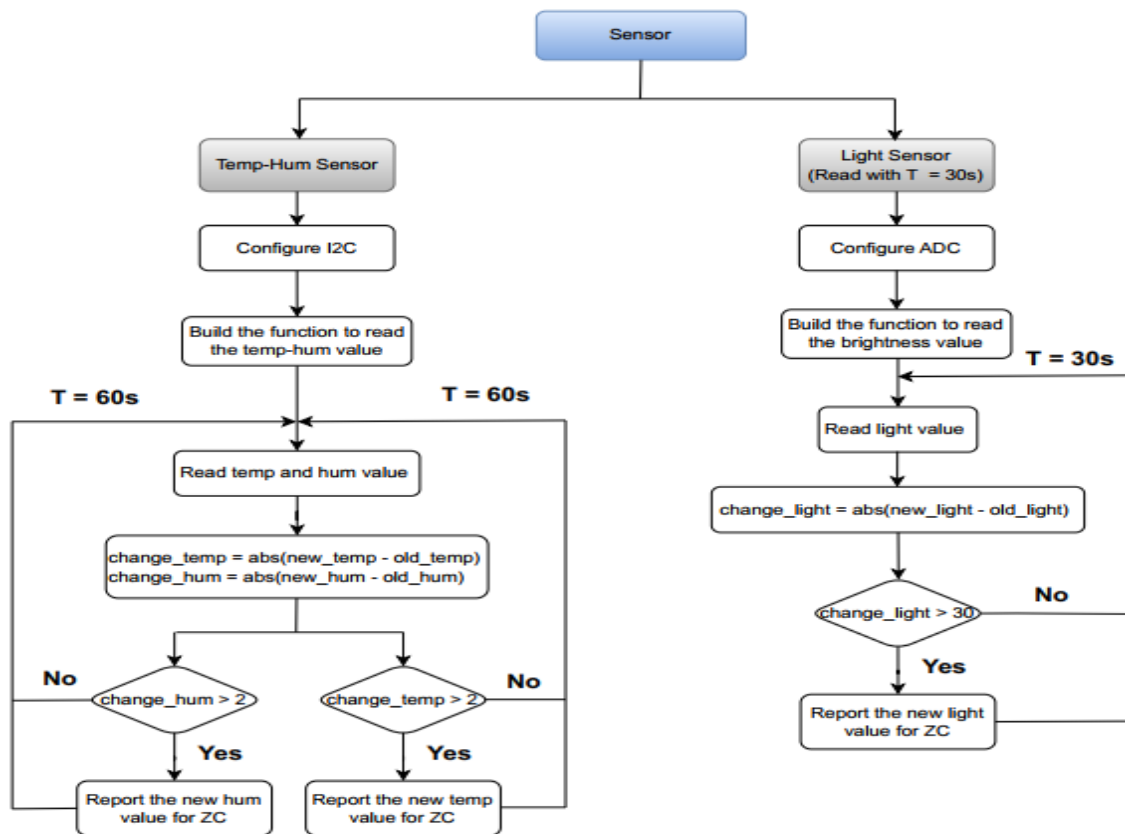 Sensor
Temp-Hum Sensor
Light Sensor
(Read with T = 30s)
Configure I2C
Configure ADC
Build the function to read
the temp-hum value
Build the function to read
the brightness value
T = 30s
T = 60s
T = 60s
Read light value
Read temp and hum value
change_light = abs(new_light - old_light)
change_temp = abs(new_temp - old_temp)
change_hum = abs(new_hum - old_hum)
change_light > 30
No
Yes
No
change_hum > 2
change_temp > 2
No
Report the new light
value for ZC
Yes
Yes
Report the new hum
value for ZC
Report the new temp
value for ZC